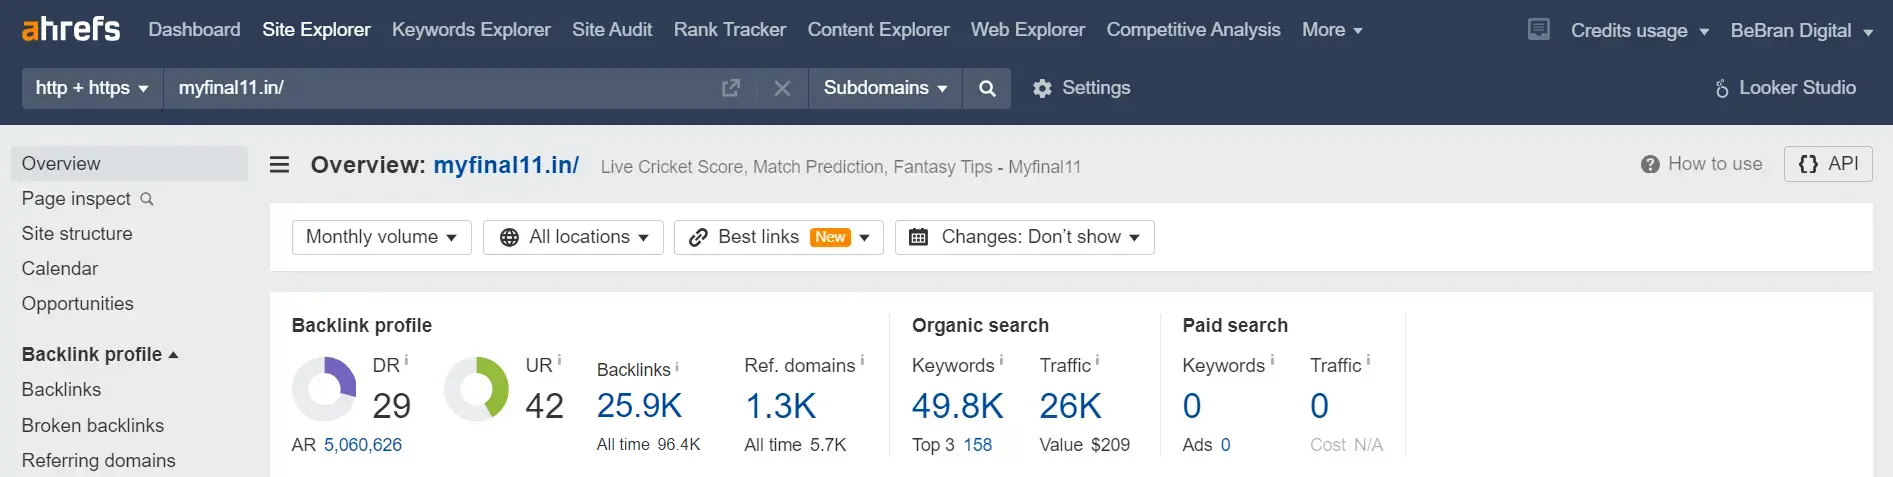 ahrefs Dashboard Site Explorer Keywords Explorer Site Audit Rank Tracker Content Explorer Web Explorer Competitive Analysis More Credits usage BeBran Digital
http + https myfinal11.in/ Subdomains Settings Looker Studio
Overview
Page inspect
Site structure
Calendar
Opportunities
Backlink profile
Backlinks
Broken backlinks
Referring domains
Overview: myfinal11.in/ Live Cricket Score, Match Prediction, Fantasy Tips - Myfinal11 ? How to use {} API
Monthly volume All locations Best links New Changes: Don't show
Backlink profile
DR i UR i Backlinks i Ref. domains i
29 42 25.9K 1.3K
AR 5,060,626 All time 96.4K All time 5.7K
Organic search
Keywords i Traffic i
49.8K 26K
Top 3 158 Value $209
Paid search
Keywords i Traffic i
0 0
Ads 0 Cost N/A